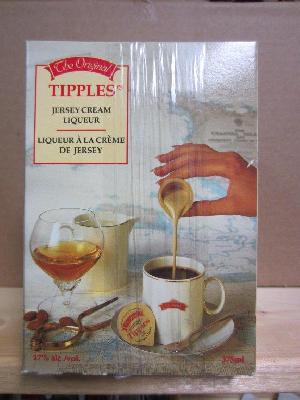 The Original
TIPPLES®
JERSEY CREAM
LIQUEUR
LIQUEUR À LA CRÈME
DE JERSEY
17% alc./vol.
375ml